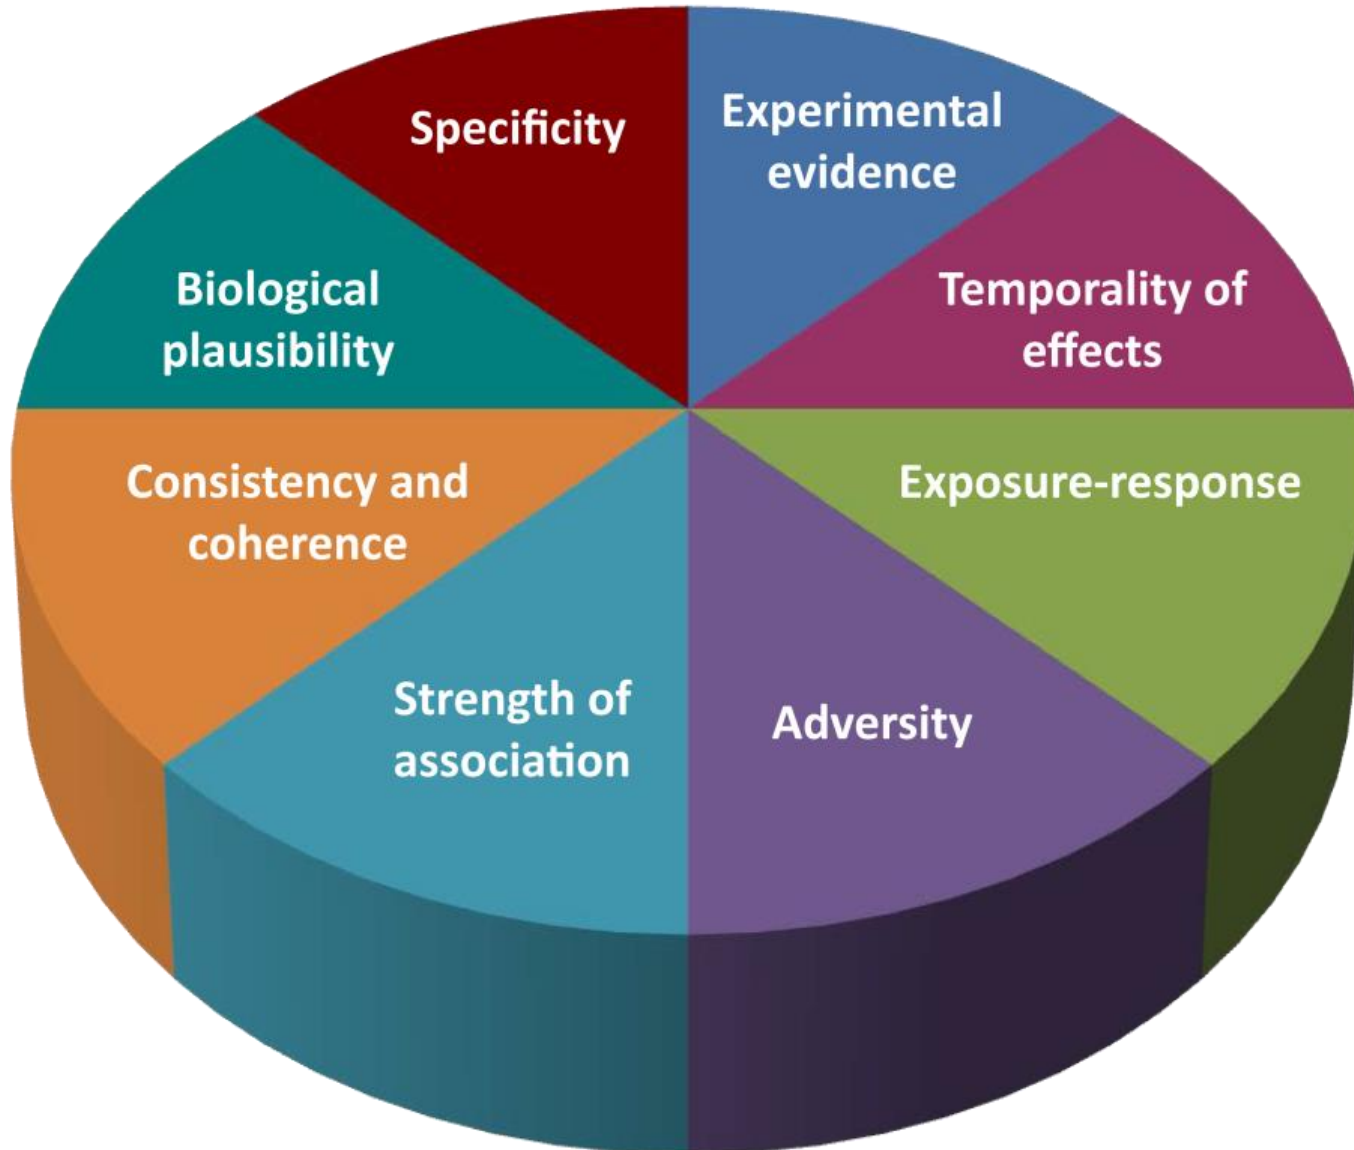 Specificity
Experimental
evidence
Biological
plausibility
Temporality of
effects
Consistency and
coherence
Exposure-response
Strength of
association
Adversity